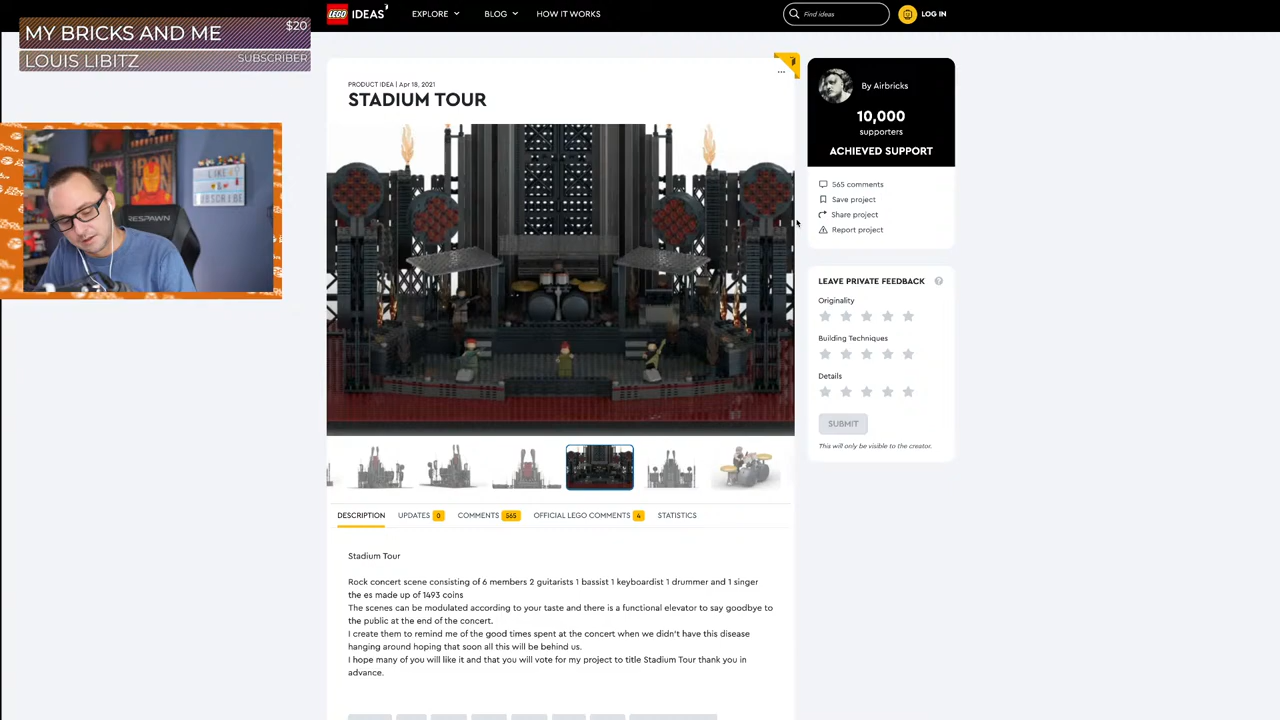 MY BRICKS AND ME $20
LOUIS LIBITZ SUBSCRIBER
LEGO IDEAS EXPLORE BLOG HOW IT WORKS Find ideas LOG IN
RESPAWN
LIKE
SUBSCRIBE
PRODUCT IDEA | Apr 18, 2021
STADIUM TOUR
By Airbricks
10,000
supporters
ACHIEVED SUPPORT
565 comments
Save project
Share project
Report project
LEAVE PRIVATE FEEDBACK ?
Originality
Building Techniques
Details
SUBMIT
This will only be visible to the creator.
DESCRIPTION UPDATES 0 COMMENTS 565 OFFICIAL LEGO COMMENTS 4 STATISTICS
Stadium Tour
Rock concert scene consisting of 6 members 2 guitarists 1 bassist 1 keyboardist 1 drummer and 1 singer
the es made up of 1493 coins
The scenes can be modulated according to your taste and there is a functional elevator to say goodbye to
the public at the end of the concert.
I create them to remind me of the good times spent at the concert when we didn't have this disease
hanging around hoping that soon all this will be behind us.
I hope many of you will like it and that you will vote for my project to title Stadium Tour thank you in
advance.